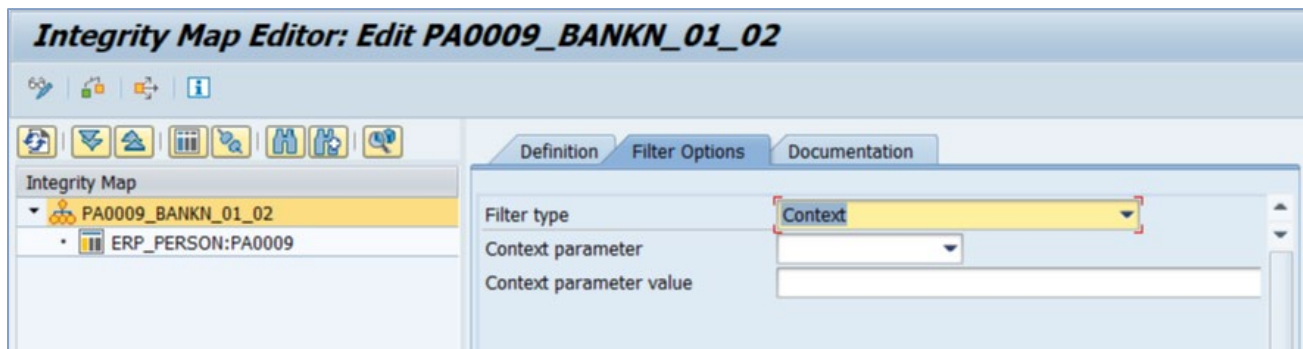 Integrity Map Editor: Edit PA0009_BANKN_01_02
Definition Filter Options Documentation
Integrity Map
PA0009_BANKN_01_02
ERP_PERSON:PA0009
Filter type Context
Context parameter
Context parameter value